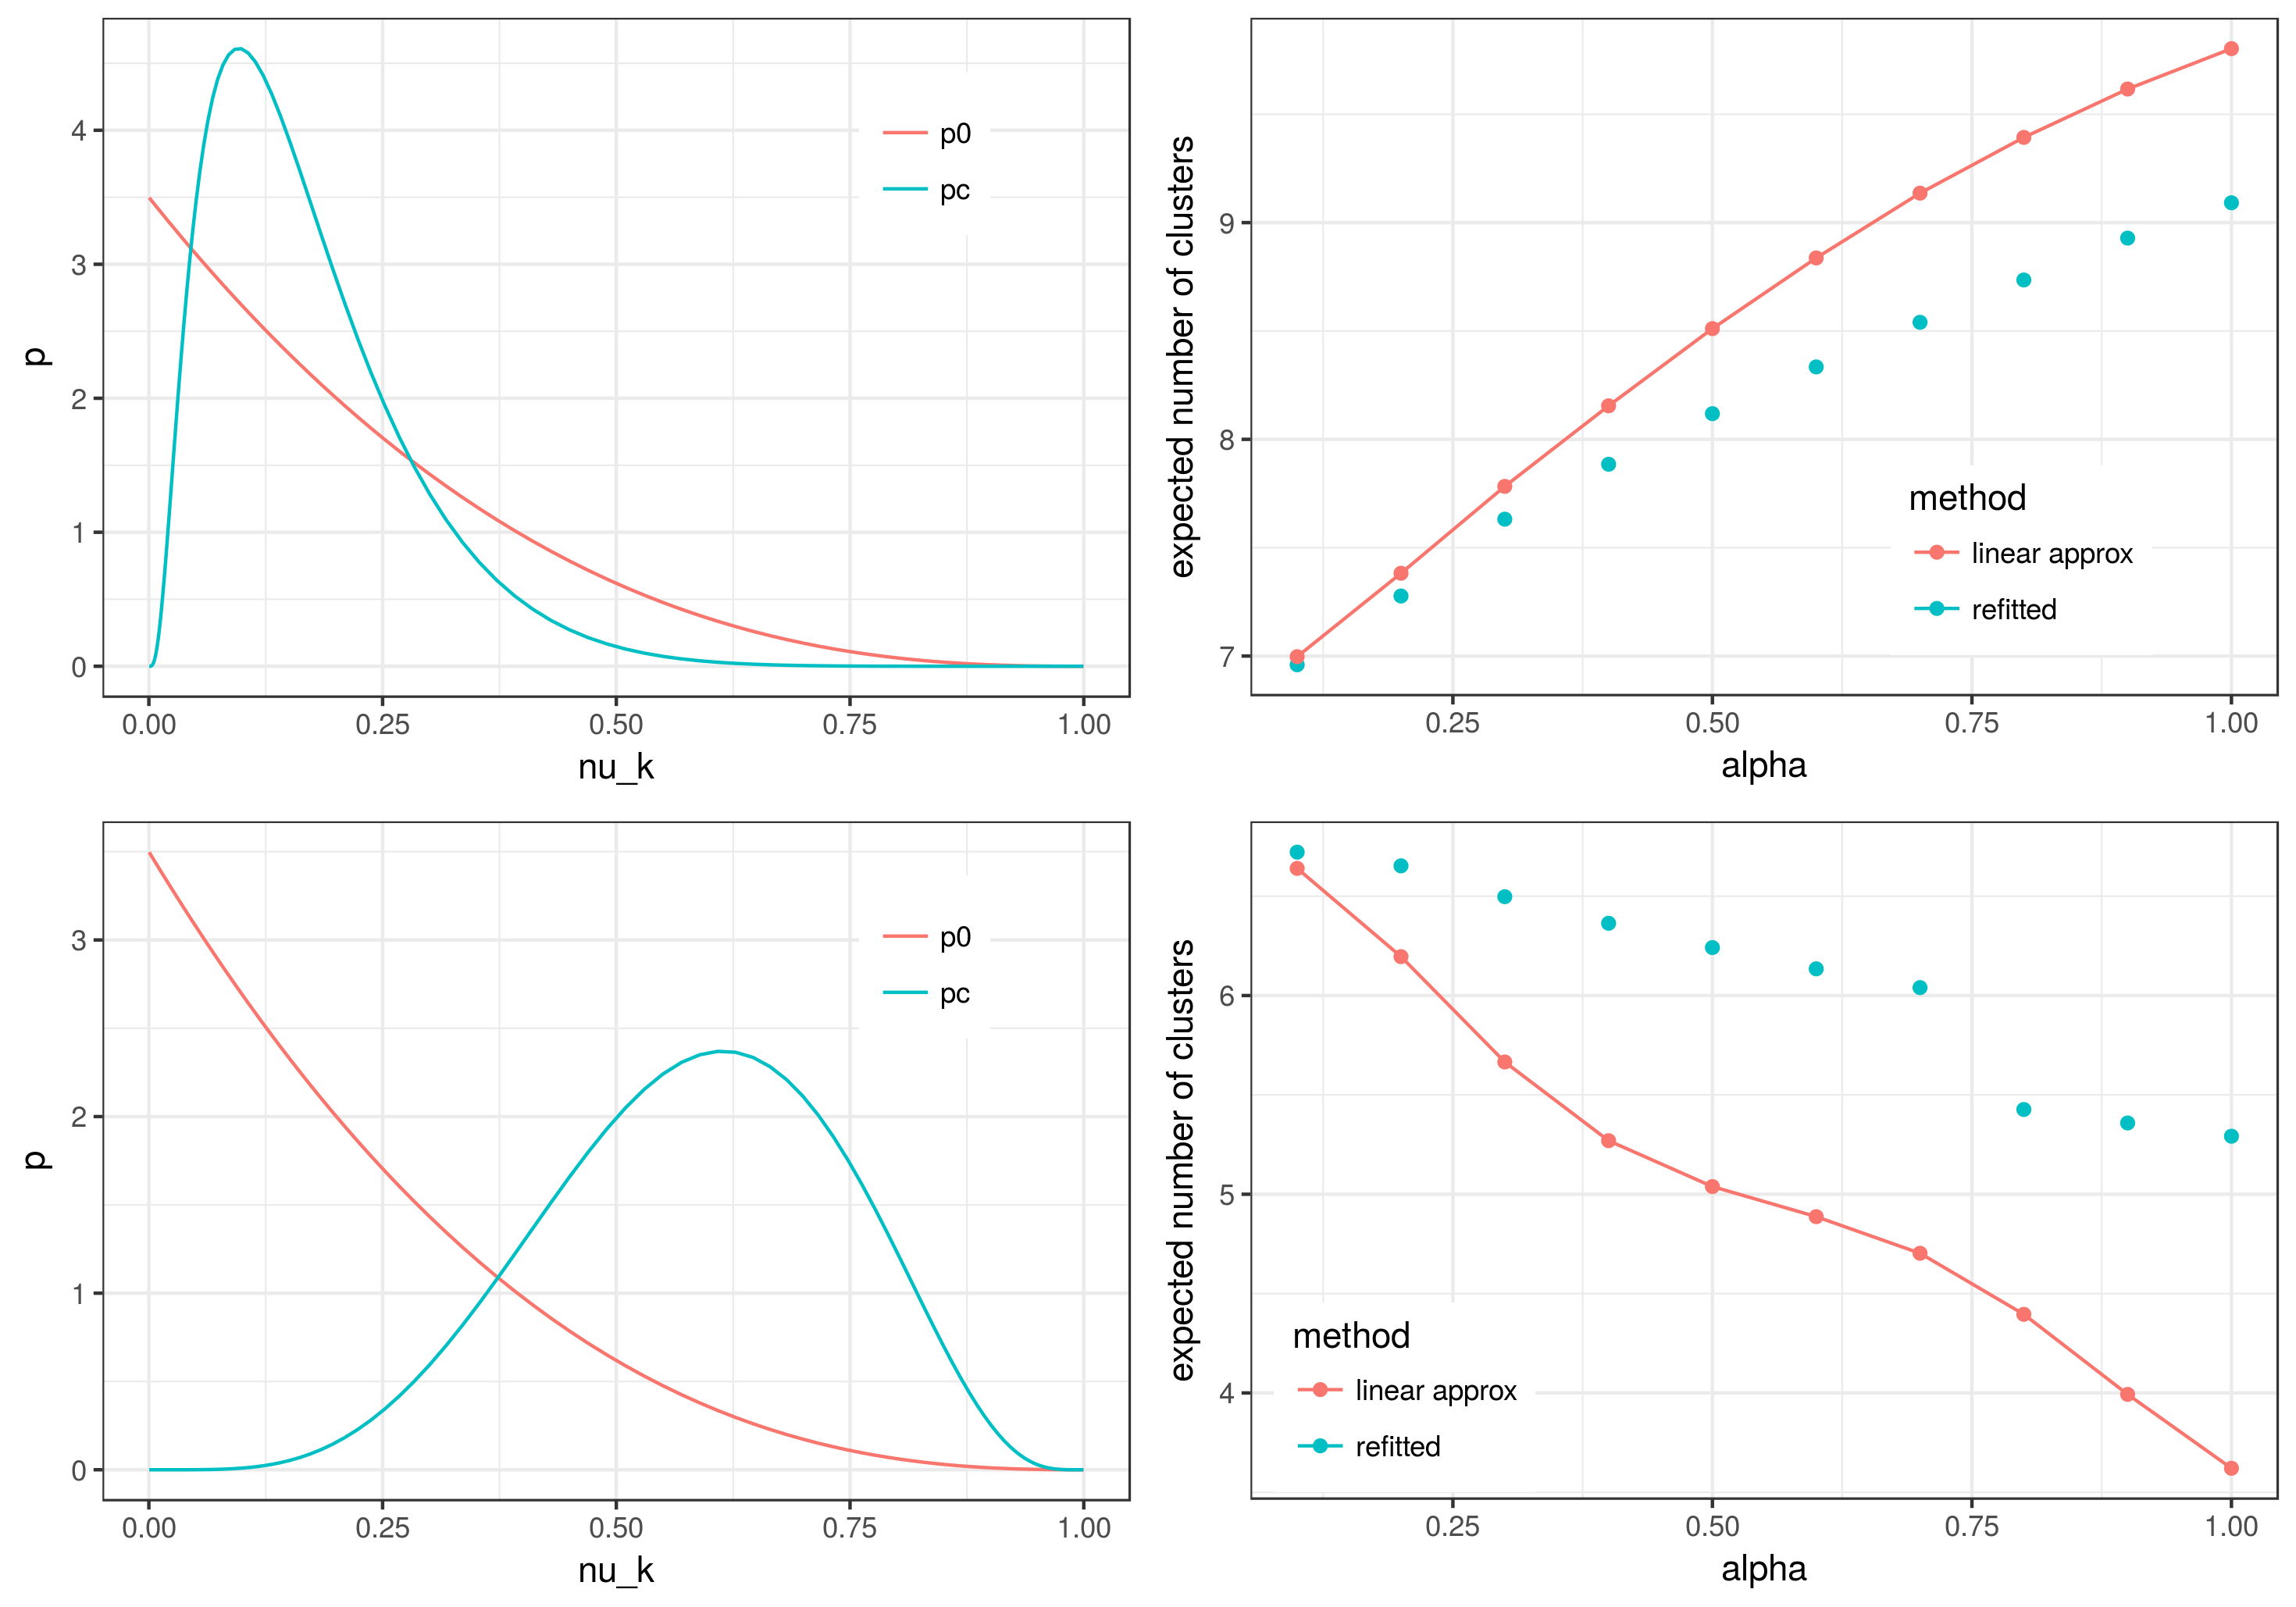 p
4
3
2
1
0
0.00 0.25 0.50 0.75 1.00
nu_k
p0
pc
expected number of clusters
9
8
7
0.25 0.50 0.75 1.00
alpha
method
linear approx
refitted
p
3
2
1
0
0.00 0.25 0.50 0.75 1.00
nu_k
p0
pc
expected number of clusters
6
5
4
0.25 0.50 0.75 1.00
alpha
method
linear approx
refitted